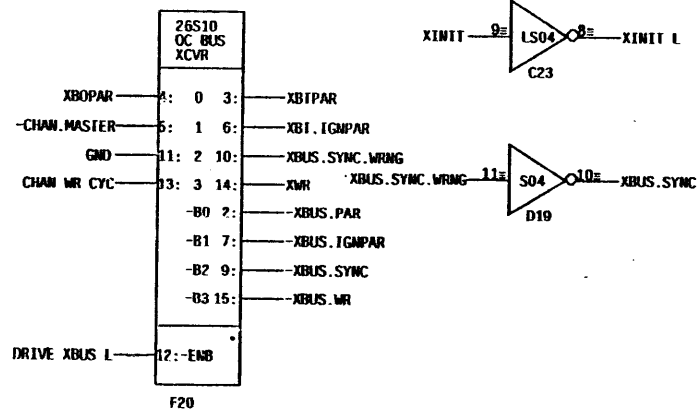 26S10
OC BUS
XCVR
XBOPAR 4: 0 3: XBIPAR
-CHAN.MASTER 5: 1 6: XBI.IGNPAR
GND 11: 2 10: XBUS.SYNC.WRNG
CHAN WR CYC 13: 3 14: XWR
-B0 2: -XBUS.PAR
-B1 7: -XBUS.IGNPAR
-B2 9: -XBUS.SYNC
-B3 15: -XBUS.WR
DRIVE XBUS L 12: -ENB
F20
XINIT 9= LS04 8= XINIT L
C23
XBUS.SYNC.WRNG 11= S04 10= XBUS.SYNC
D19